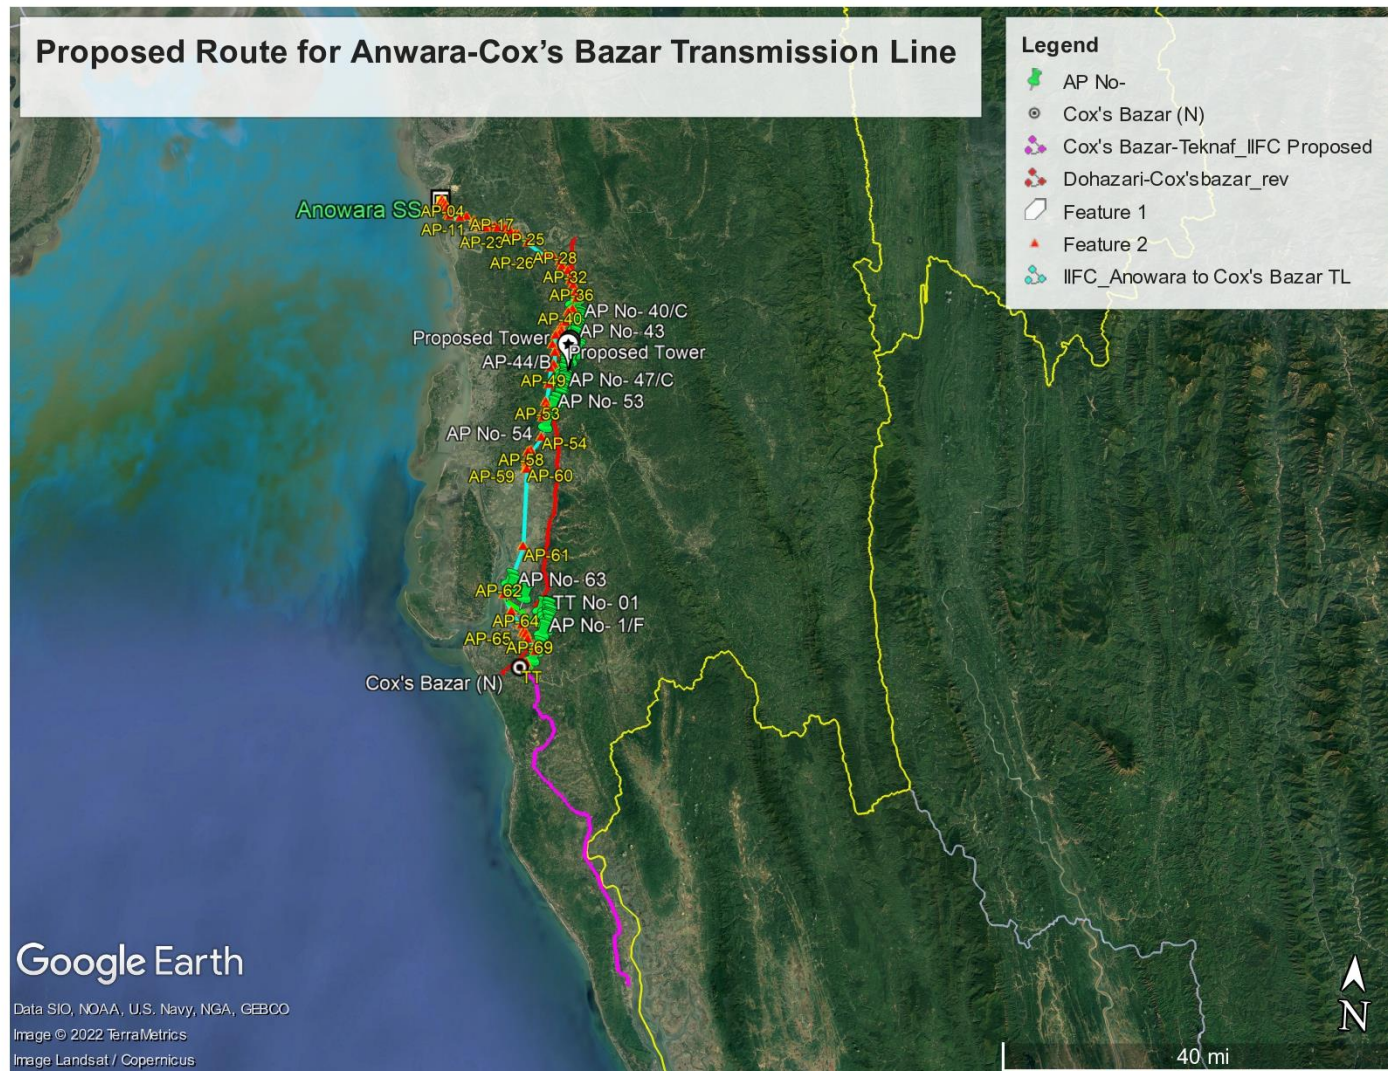 Proposed Route for Anwara-Cox's Bazar Transmission Line
Legend
AP No-
Cox's Bazar (N)
Cox's Bazar-Teknaf_IIFC Proposed
Dohazari-Cox'sbazar_rev
Feature 1
Feature 2
IIFC_Anowara to Cox's Bazar TL
Anowara SS
AP-04
AP-11
AP-17
AP-23
AP-25
AP-26
AP-28
AP-32
AP-36
AP No- 40/C
AP-40
AP No- 43
Proposed Tower
Proposed Tower
AP-44/B
AP-49
AP No- 47/C
AP No- 53
AP-53
AP No- 54
AP-54
AP-58
AP-59
AP-60
AP-61
AP No- 63
AP-62
TT No- 01
AP-64
AP No- 1/F
AP-65
AP-69
TT
Cox's Bazar (N)
Google Earth
Data SIO, NOAA, U.S. Navy, NGA, GEBCO
Image © 2022 TerraMetrics
Image Landsat / Copernicus
N
40 mi